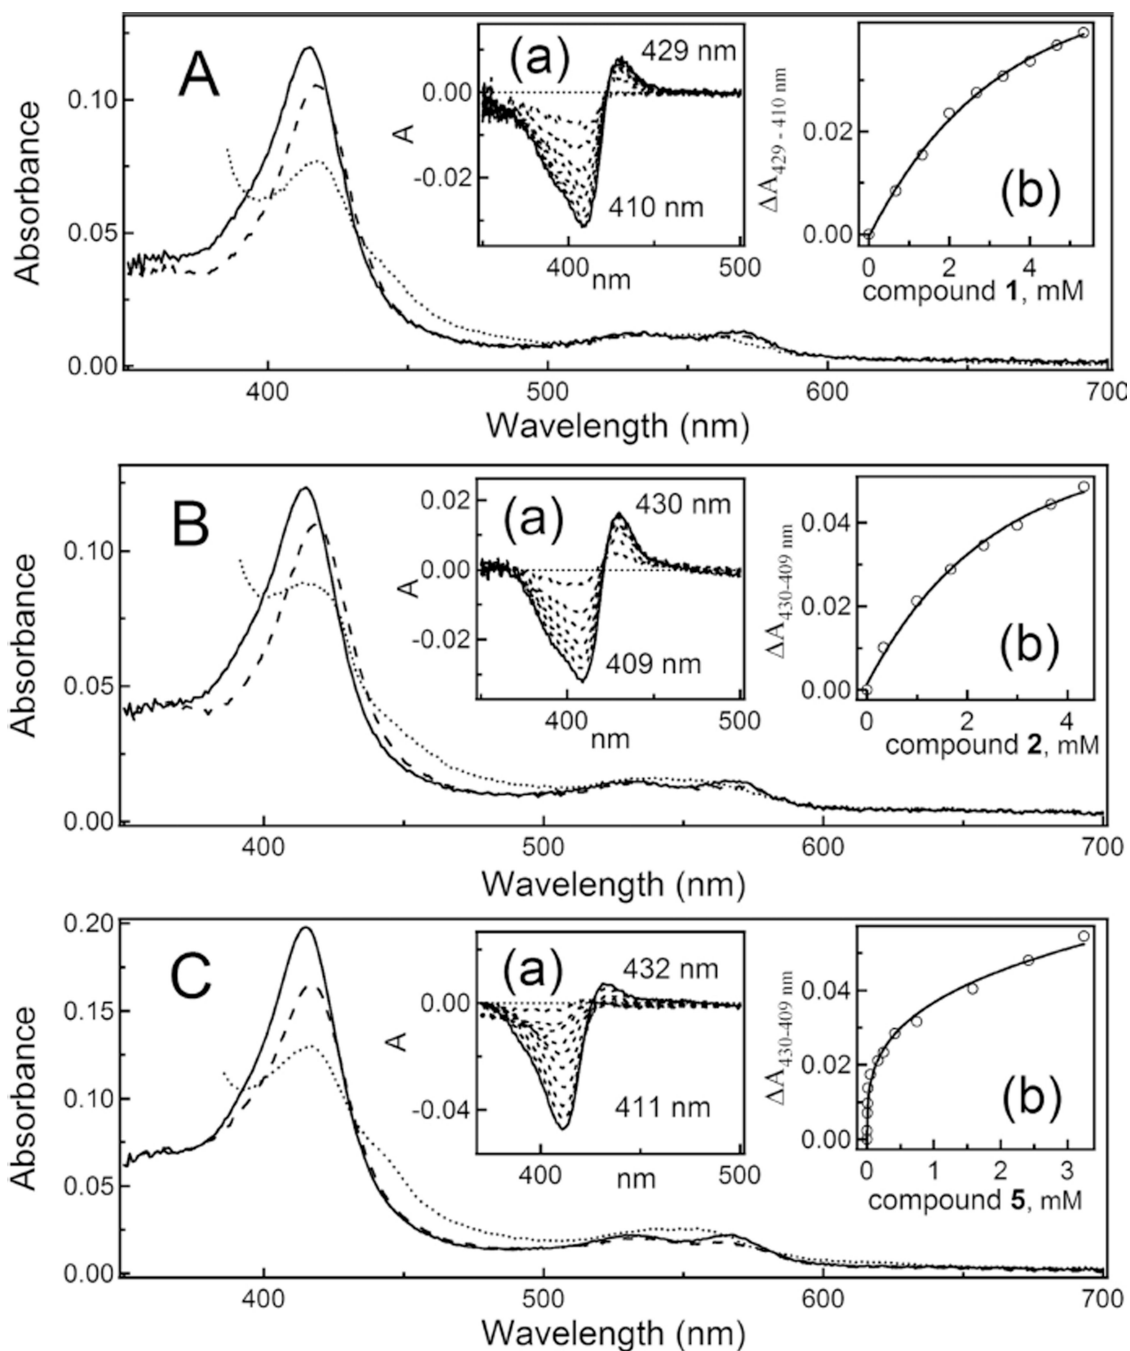 A
Absorbance
0.10
0.05
0.00
400
500
600
700
Wavelength (nm)
(a)
429 nm
410 nm
A
0.00
-0.02
400
500
nm
(b)
ΔA429 - 410 nm
0.02
0.00
0
2
4
compound 1, mM
B
Absorbance
0.10
0.05
0.00
400
500
600
700
Wavelength (nm)
(a)
430 nm
409 nm
A
0.02
0.00
-0.02
400
500
nm
(b)
ΔA430-409 nm
0.04
0.02
0.00
0
2
4
compound 2, mM
C
Absorbance
0.20
0.15
0.10
0.05
0.00
400
500
600
700
Wavelength (nm)
(a)
432 nm
411 nm
A
0.00
-0.04
400
500
nm
(b)
ΔA430-409 nm
0.04
0.02
0.00
0
1
2
3
compound 5, mM